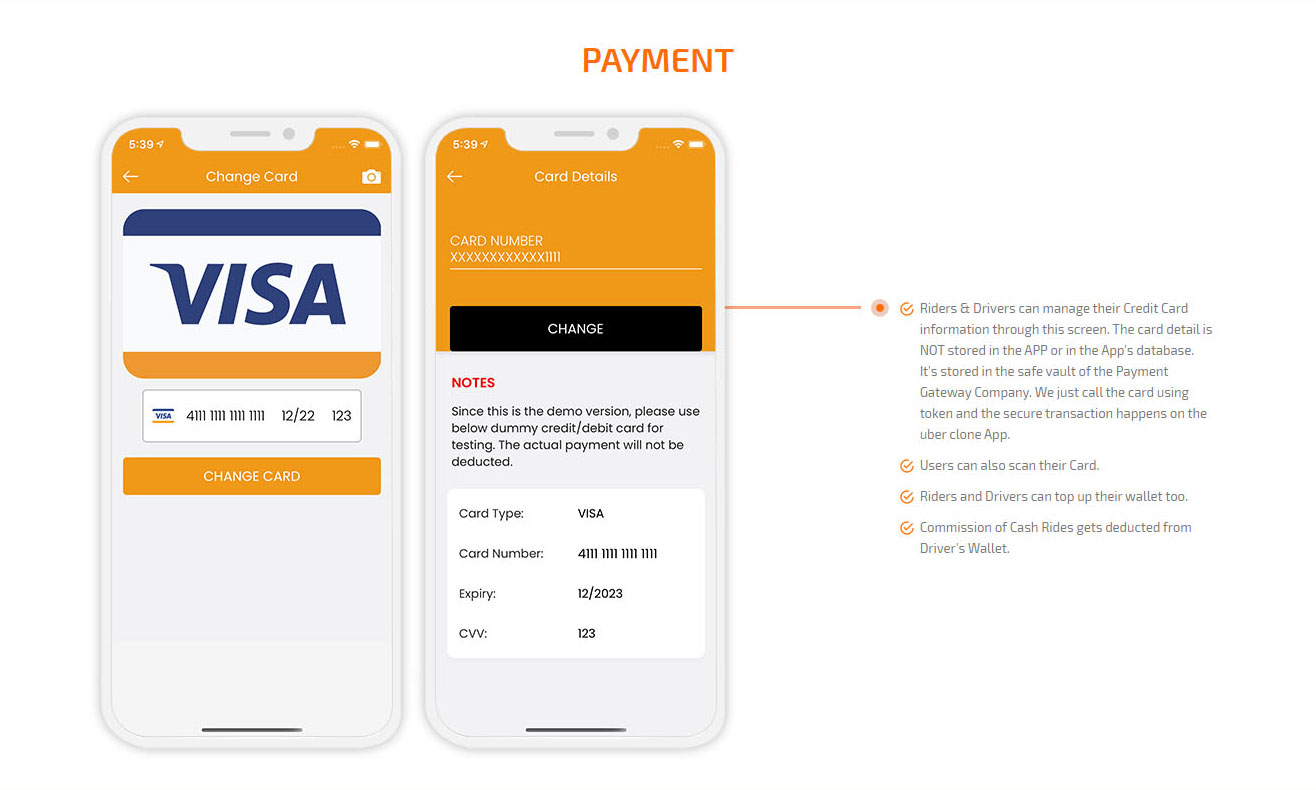 PAYMENT
5:39
Change Card
VISA
VISA 4111 1111 1111 1111 12/22 123
CHANGE CARD
5:39
Card Details
CARD NUMBER
XXXXXXXXXXXX1111
CHANGE
NOTES
Since this is the demo version, please use
below dummy credit/debit card for
testing. The actual payment will not be
deducted.
Card Type: VISA
Card Number: 4111 1111 1111 1111
Expiry: 12/2023
CVV: 123
Riders & Drivers can manage their Credit Card
information through this screen. The card detail is
NOT stored in the APP or in the App's database.
It's stored in the safe vault of the Payment
Gateway Company. We just call the card using
token and the secure transaction happens on the
uber clone App.
Users can also scan their Card.
Riders and Drivers can top up their wallet too.
Commission of Cash Rides gets deducted from
Driver's Wallet.